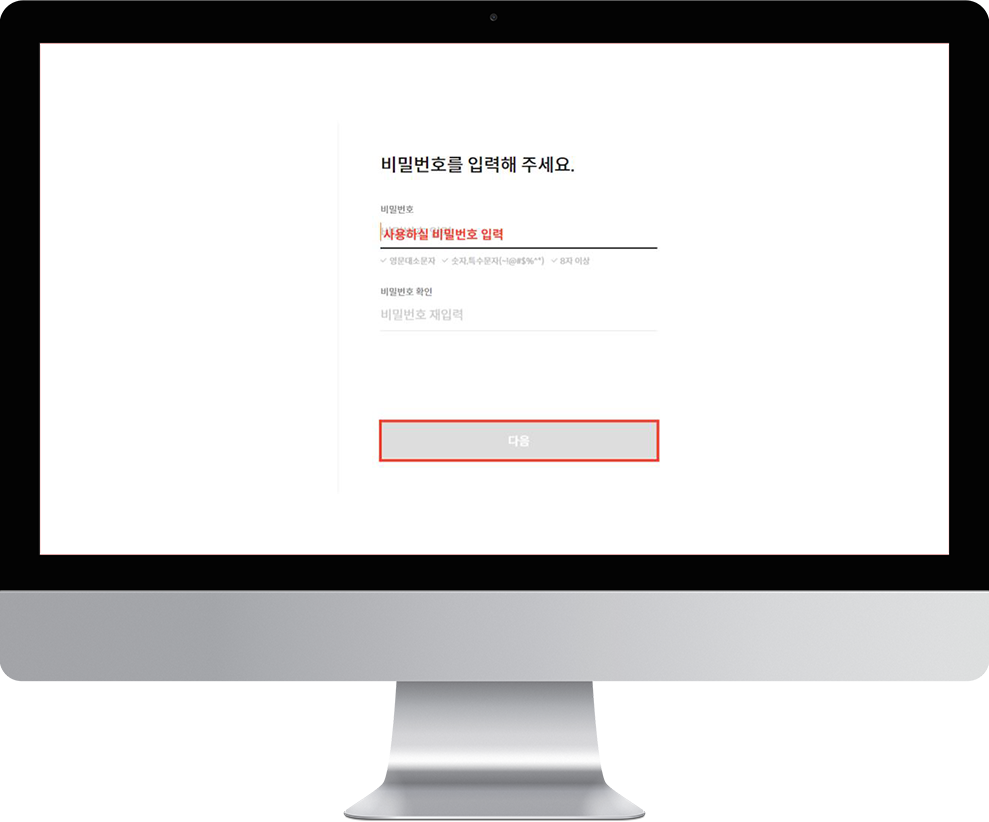 비밀번호를 입력해 주세요.
비밀번호
사용하실 비밀번호 입력
영문대소문자 숫자,특수문자(~!@#$%^*) 8자 이상
비밀번호 확인
비밀번호 재입력
다음